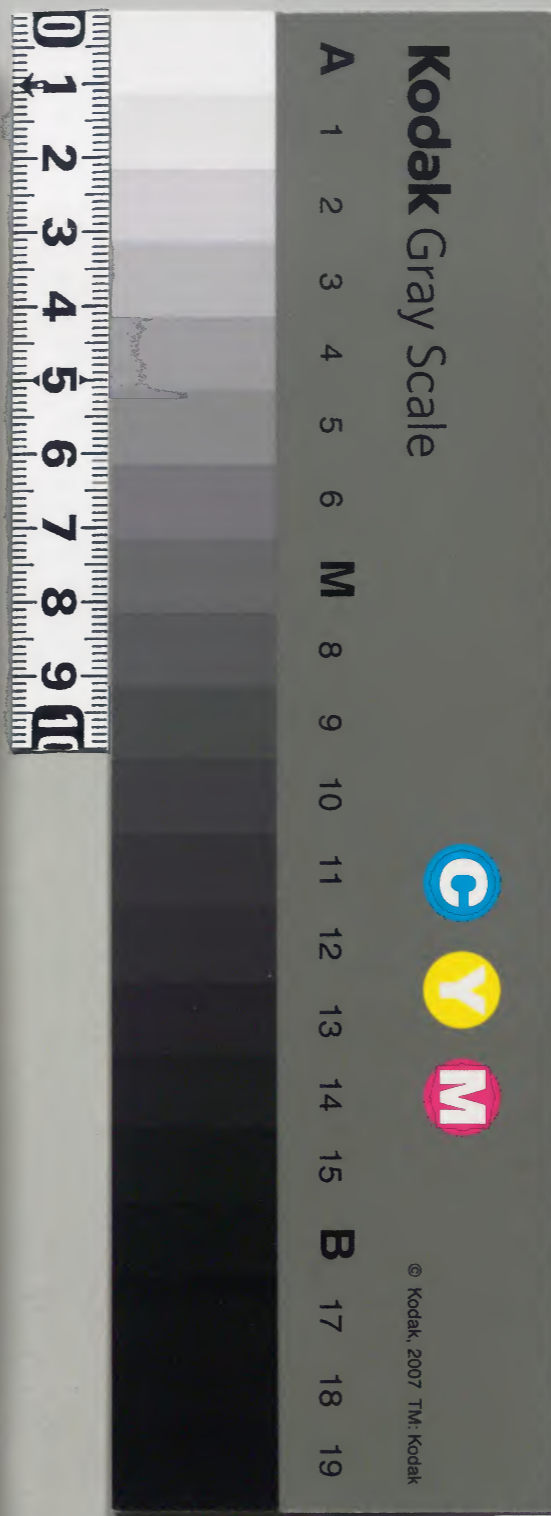 Kodak Gray Scale
C Y M
© Kodak, 2007 TM: Kodak
A 1 2 3 4 5 6 M 8 9 10 11 12 13 14 15 B 17 18 19
0 1 2 3 4 5 6 7 8 9 10